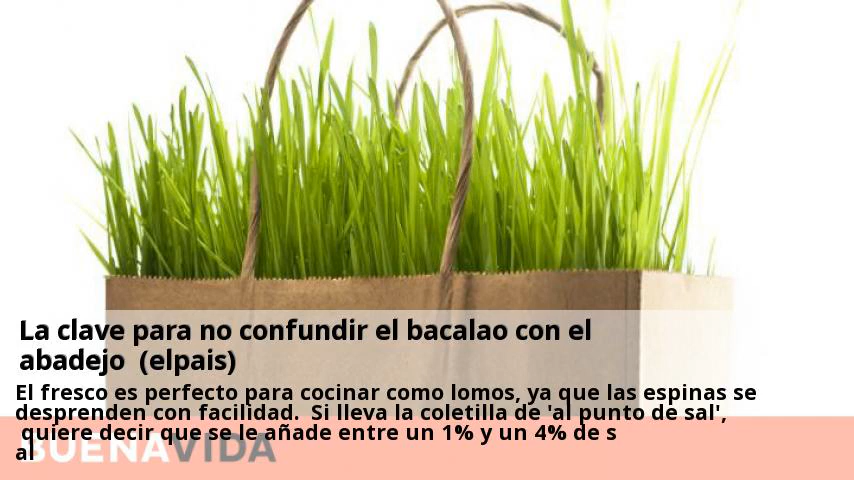 La clave para no confundir el bacalao con el
abadejo  (elpais)
El fresco es perfecto para cocinar como lomos, ya que las espinas se
desprenden con facilidad.  Si lleva la coletilla de 'al punto de sal',
quiere decir que se le añade entre un 1% y un 4% de s
al
BUENAVIDA